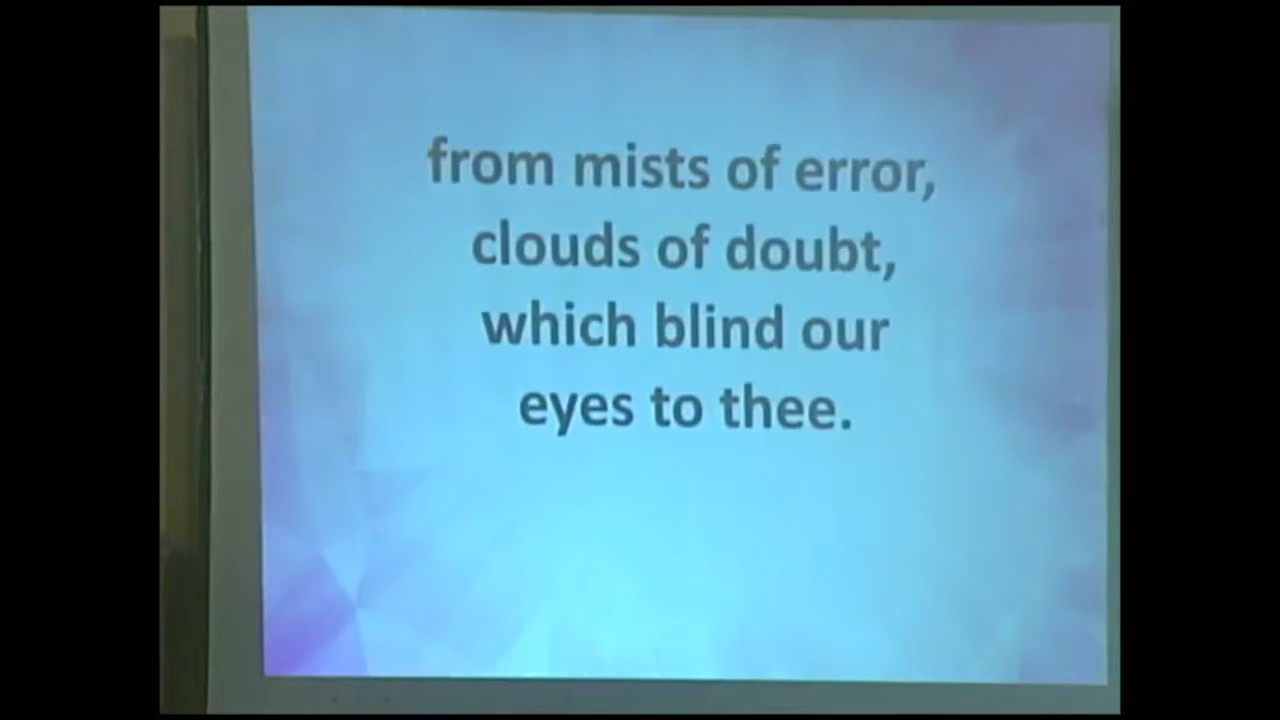 from mists of error,
clouds of doubt,
which blind our
eyes to thee.